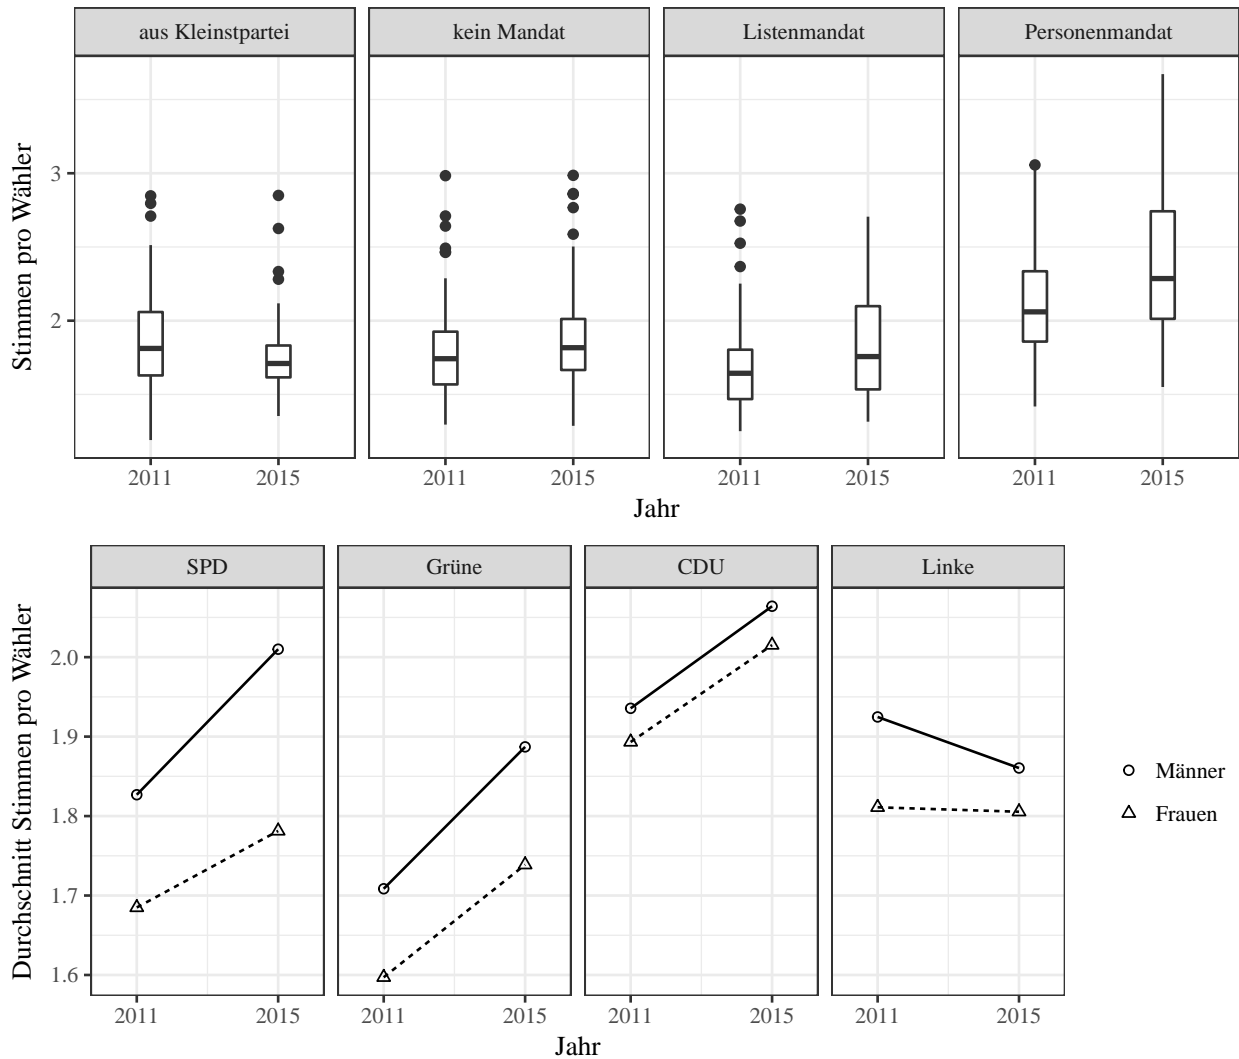 aus Kleinstpartei kein Mandat Listenmandat Personenmandat
Stimmen pro Wähler
3
2
2011 2015 2011 2015 2011 2015 2011 2015
Jahr
SPD Grüne CDU Linke
Durchschnitt Stimmen pro Wähler
2.0
1.9
1.8
1.7
1.6
Männer
Frauen
2011 2015 2011 2015 2011 2015 2011 2015
Jahr